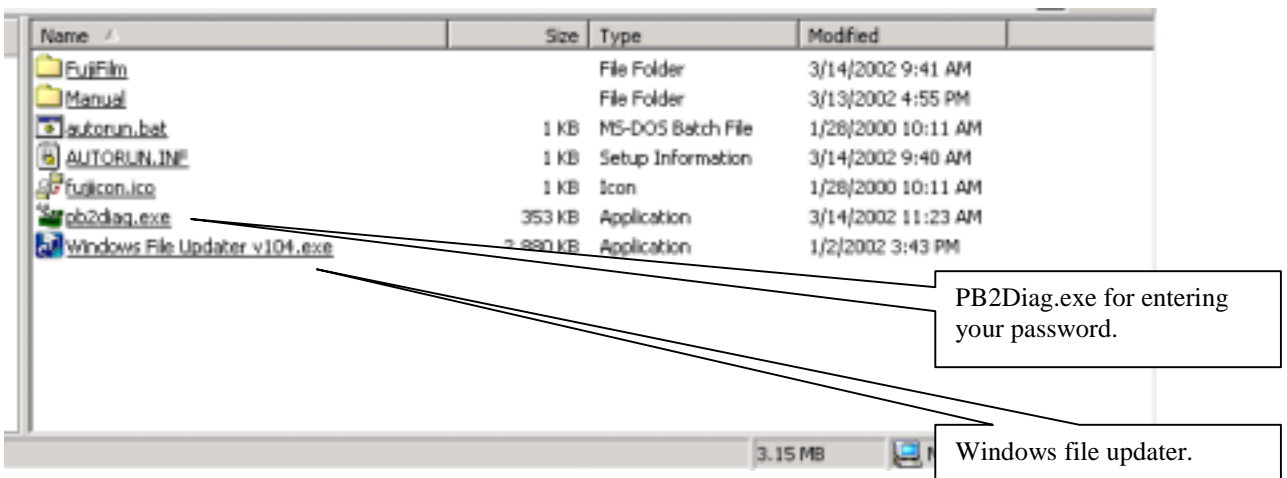 Name Size Type Modified
FujiFilm File Folder 3/14/2002 9:41 AM
Manual File Folder 3/13/2002 4:55 PM
autorun.bat 1 KB MS-DOS Batch File 1/28/2000 10:11 AM
AUTORUN.INF 1 KB Setup Information 3/14/2002 9:40 AM
fujiicon.ico 1 KB Icon 1/28/2000 10:11 AM
pb2diag.exe 353 KB Application 3/14/2002 11:23 AM
Windows File Updater v104.exe 2,880 KB Application 1/2/2002 3:43 PM
PB2Diag.exe for entering
your password.
3.15 MB
Windows file updater.